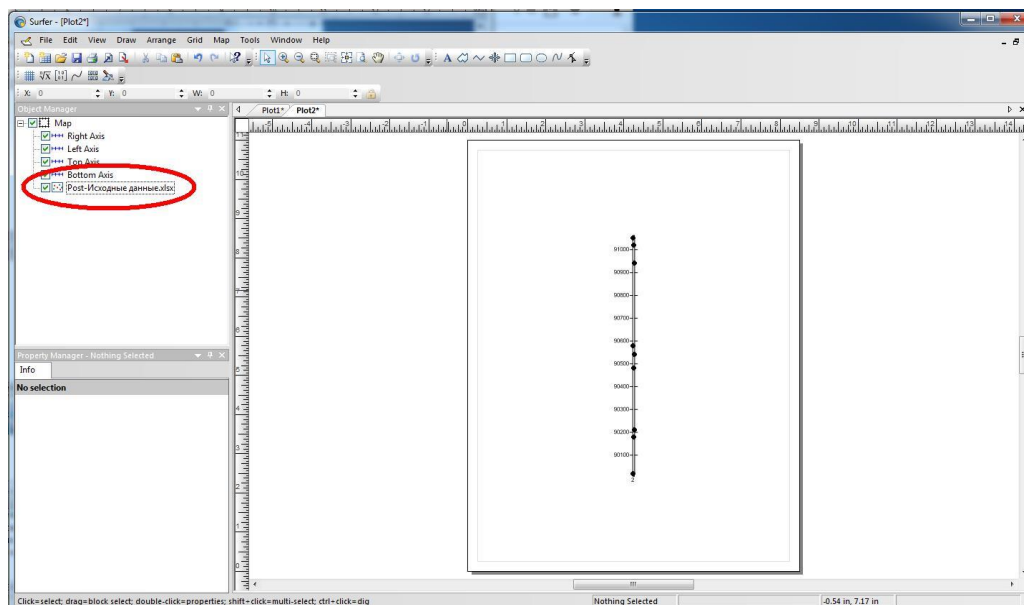 Surfer - [Plot2*]
File Edit View Draw Arrange Grid Map Tools Window Help
X: 0 Y: 0 W: 0 H: 0
Object Manager
Plot1* Plot2*
Map
Right Axis
Left Axis
Top Axis
Bottom Axis
Post-Исходные данные.xlsx
91000
90900
90800
90700
90600
90500
90400
90300
90200
90100
2
Property Manager - Nothing Selected
Info
No selection
Click=select; drag=block select; double-click=properties; shift+click=multi-select; ctrl+click=dig
Nothing Selected
-0.54 in, 7.17 in